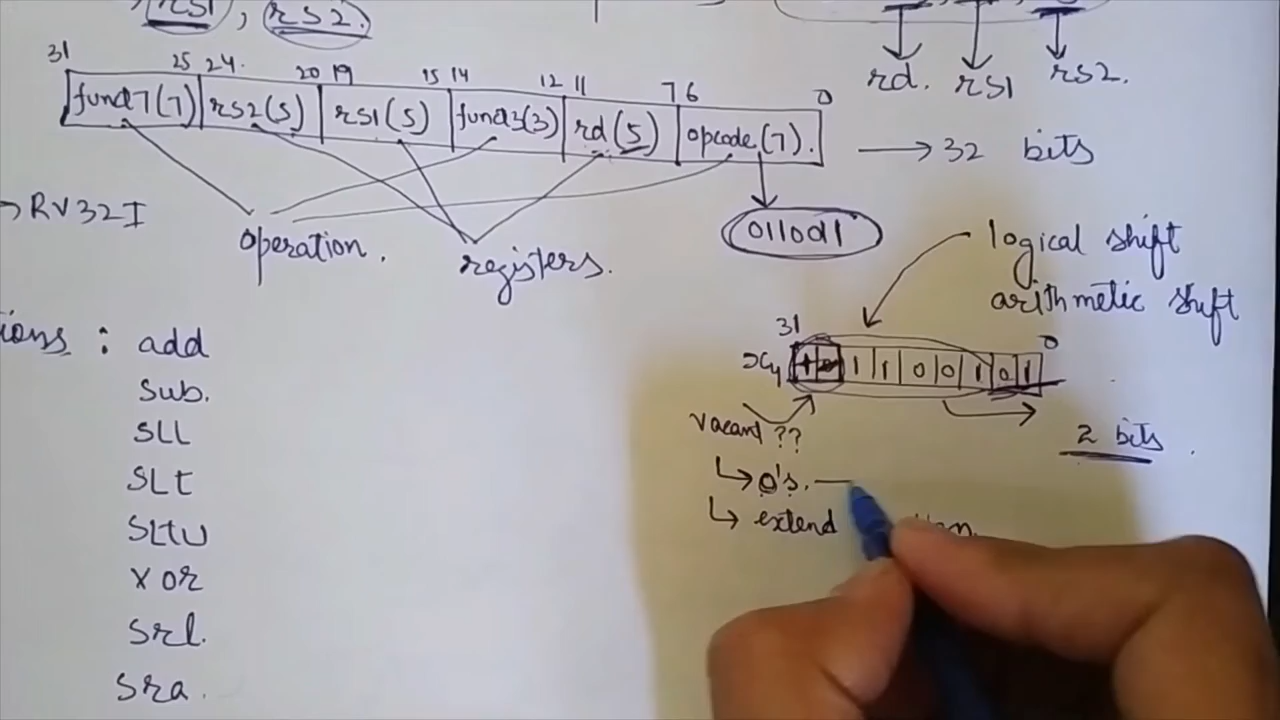 rs1, rs2.
rd. rs1 rs2.
31 25 24 20 19 15 14 12 11 7 6 0
funct7(7) rs2(5) rs1(5) funct3(3) rd(5) opcode(7). → 32 bits
→ RV32I
operation. registers.
0110011
logical shift
arithmetic shift
31 0
x4 1 0 1 1 0 0 1 0 1
vacant ?? 2 bits.
↳ 0's. —
↳ extend
: add
sub.
SLL
SLt
SLtU
xor
srl.
sra.